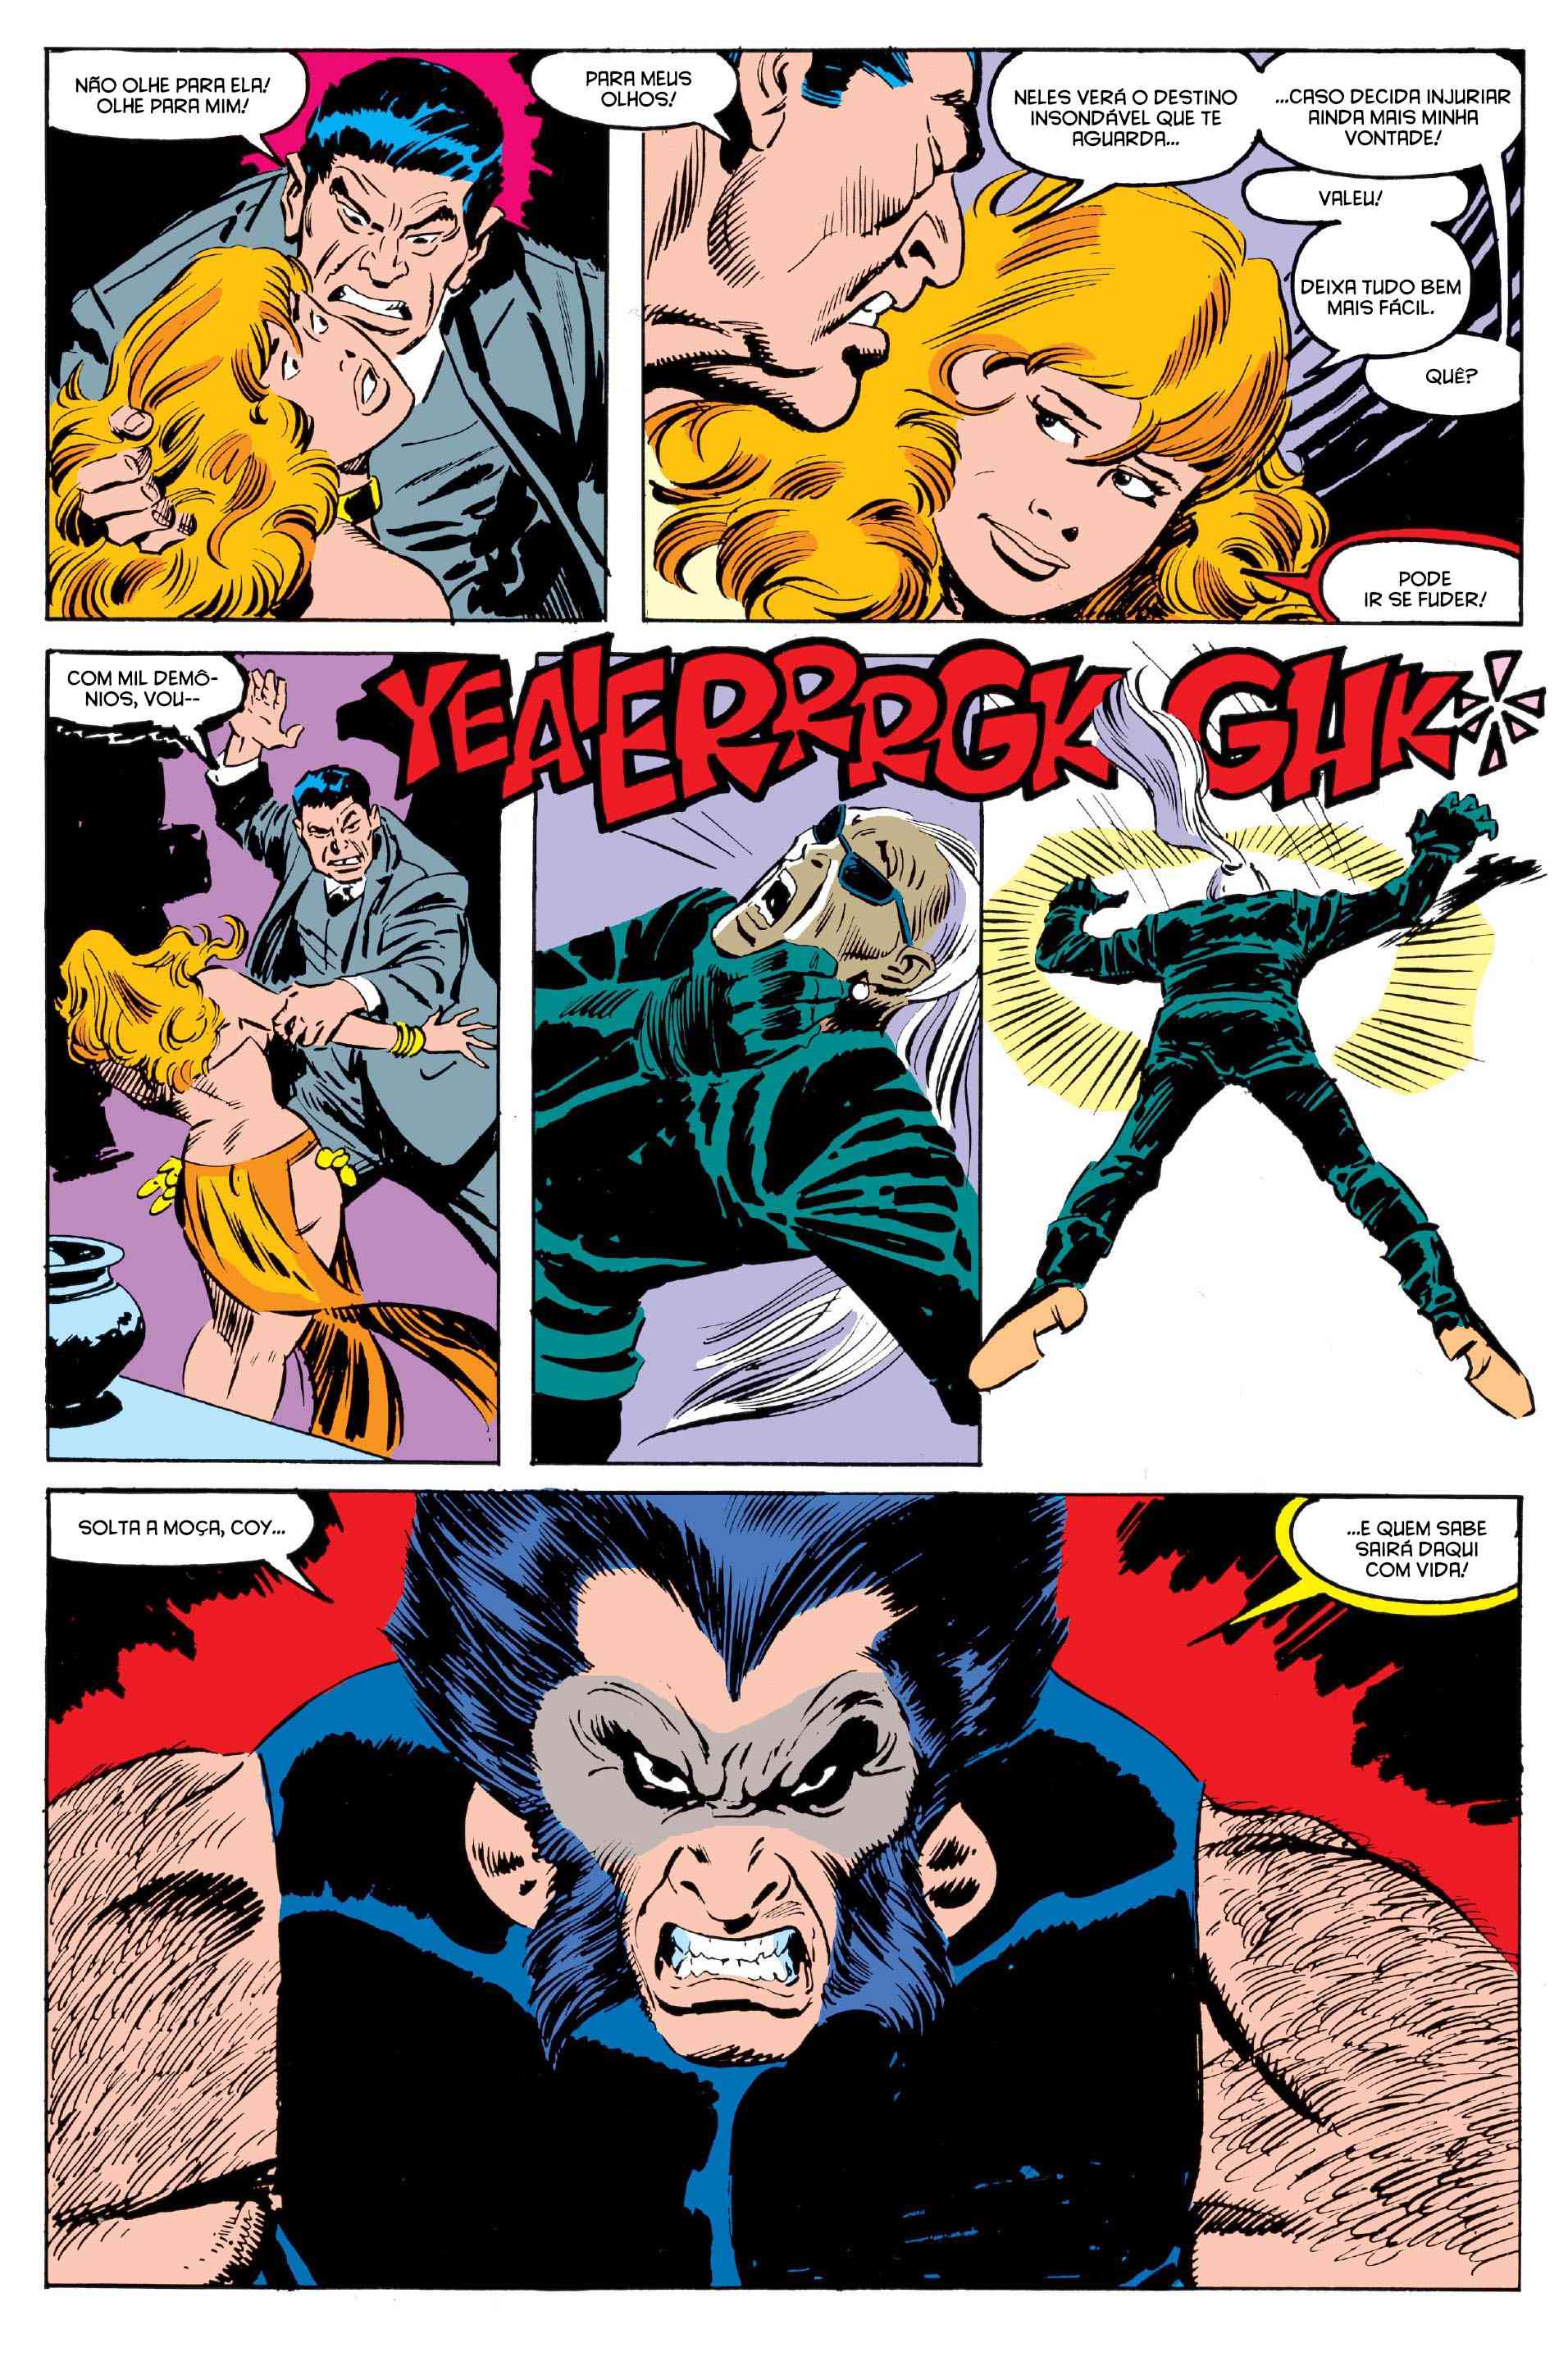 NÃO OLHE PARA ELA!
OLHE PARA MIM!
PARA MEUS
OLHOS!
NELES VERÁ O DESTINO
INSONDÁVEL QUE TE
AGUARDA...
...CASO DECIDA INJURIAR
AINDA MAIS MINHA
VONTADE!
VALEU!
DEIXA TUDO BEM
MAIS FÁCIL.
QUÊ?
PODE
IR SE FUDER!
COM MIL DEMÔ-
NIOS, VOU--
YEA'ERRRRGK GHK*
SOLTA A MOÇA, COY...
...E QUEM SABE
SAIRÁ DAQUI
COM VIDA!